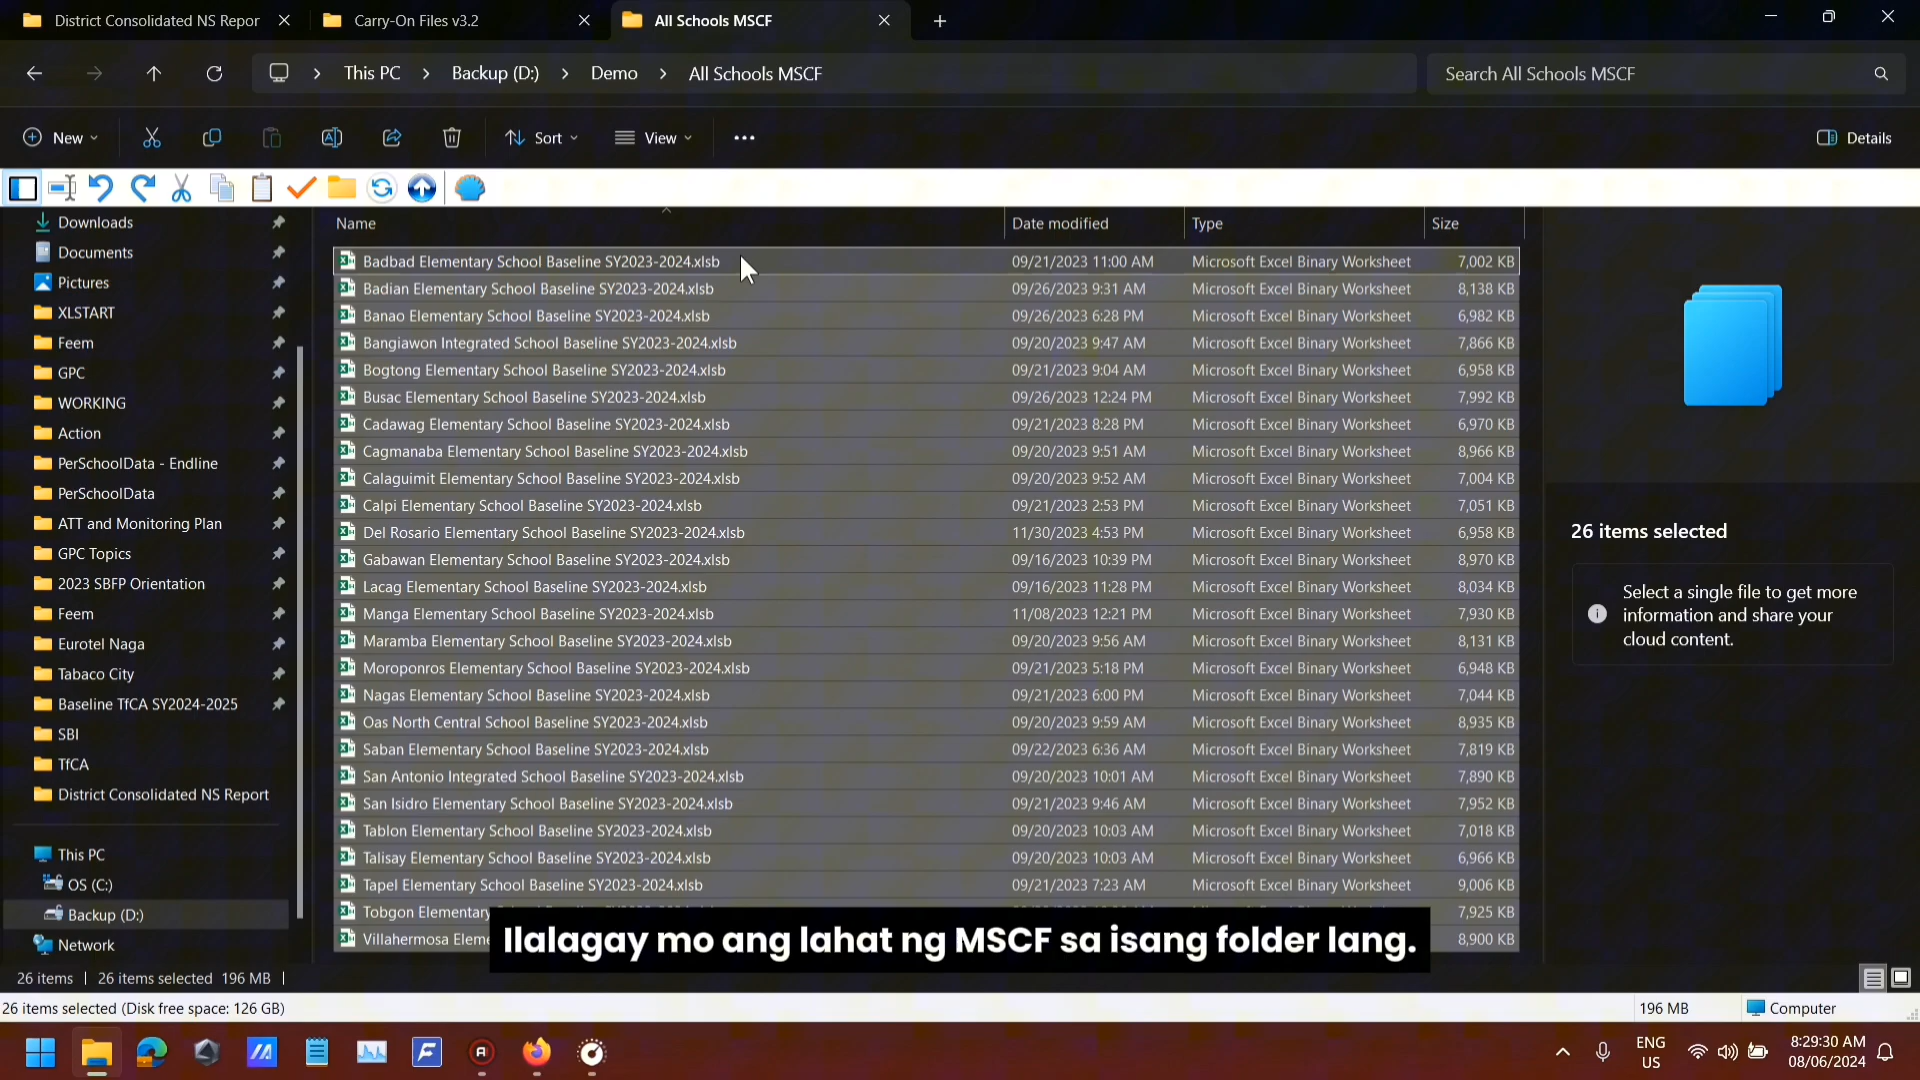 District Consolidated NS Repor
Carry-On Files v3.2
All Schools MSCF
This PC > Backup (D:) > Demo > All Schools MSCF
Search All Schools MSCF
New
Sort
View
Details
Downloads
Documents
Pictures
XLSTART
Feem
GPC
WORKING
Action
PerSchoolData - Endline
PerSchoolData
ATT and Monitoring Plan
GPC Topics
2023 SBFP Orientation
Feem
Eurotel Naga
Tabaco City
Baseline TfCA SY2024-2025
SBI
TfCA
District Consolidated NS Report
This PC
OS (C:)
Backup (D:)
Network
Name Date modified Type Size
Badbad Elementary School Baseline SY2023-2024.xlsb 09/21/2023 11:00 AM Microsoft Excel Binary Worksheet 7,002 KB
Badian Elementary School Baseline SY2023-2024.xlsb 09/26/2023 9:31 AM Microsoft Excel Binary Worksheet 8,138 KB
Banao Elementary School Baseline SY2023-2024.xlsb 09/26/2023 6:28 PM Microsoft Excel Binary Worksheet 6,982 KB
Bangiawon Integrated School Baseline SY2023-2024.xlsb 09/20/2023 9:47 AM Microsoft Excel Binary Worksheet 7,866 KB
Bogtong Elementary School Baseline SY2023-2024.xlsb 09/21/2023 9:04 AM Microsoft Excel Binary Worksheet 6,958 KB
Busac Elementary School Baseline SY2023-2024.xlsb 09/26/2023 12:24 PM Microsoft Excel Binary Worksheet 7,992 KB
Cadawag Elementary School Baseline SY2023-2024.xlsb 09/21/2023 8:28 PM Microsoft Excel Binary Worksheet 6,970 KB
Cagmanaba Elementary School Baseline SY2023-2024.xlsb 09/20/2023 9:51 AM Microsoft Excel Binary Worksheet 8,966 KB
Calaguimit Elementary School Baseline SY2023-2024.xlsb 09/20/2023 9:52 AM Microsoft Excel Binary Worksheet 7,004 KB
Calpi Elementary School Baseline SY2023-2024.xlsb 09/21/2023 2:53 PM Microsoft Excel Binary Worksheet 7,051 KB
Del Rosario Elementary School Baseline SY2023-2024.xlsb 11/30/2023 4:53 PM Microsoft Excel Binary Worksheet 6,958 KB
Gabawan Elementary School Baseline SY2023-2024.xlsb 09/16/2023 10:39 PM Microsoft Excel Binary Worksheet 8,970 KB
Lacag Elementary School Baseline SY2023-2024.xlsb 09/16/2023 11:28 PM Microsoft Excel Binary Worksheet 8,034 KB
Manga Elementary School Baseline SY2023-2024.xlsb 11/08/2023 12:21 PM Microsoft Excel Binary Worksheet 7,930 KB
Maramba Elementary School Baseline SY2023-2024.xlsb 09/20/2023 9:56 AM Microsoft Excel Binary Worksheet 8,131 KB
Moroponros Elementary School Baseline SY2023-2024.xlsb 09/21/2023 5:18 PM Microsoft Excel Binary Worksheet 6,948 KB
Nagas Elementary School Baseline SY2023-2024.xlsb 09/21/2023 6:00 PM Microsoft Excel Binary Worksheet 7,044 KB
Oas North Central School Baseline SY2023-2024.xlsb 09/20/2023 9:59 AM Microsoft Excel Binary Worksheet 8,935 KB
Saban Elementary School Baseline SY2023-2024.xlsb 09/22/2023 6:36 AM Microsoft Excel Binary Worksheet 7,819 KB
San Antonio Integrated School Baseline SY2023-2024.xlsb 09/20/2023 10:01 AM Microsoft Excel Binary Worksheet 7,890 KB
San Isidro Elementary School Baseline SY2023-2024.xlsb 09/21/2023 9:46 AM Microsoft Excel Binary Worksheet 7,952 KB
Tablon Elementary School Baseline SY2023-2024.xlsb 09/20/2023 10:03 AM Microsoft Excel Binary Worksheet 7,018 KB
Talisay Elementary School Baseline SY2023-2024.xlsb 09/20/2023 10:03 AM Microsoft Excel Binary Worksheet 6,966 KB
Tapel Elementary School Baseline SY2023-2024.xlsb 09/21/2023 7:23 AM Microsoft Excel Binary Worksheet 9,006 KB
Tobgon Elementary 7,925 KB
Villahermosa Eleme 8,900 KB
26 items selected
Select a single file to get more
information and share your
cloud content.
Ilalagay mo ang lahat ng MSCF sa isang folder lang.
26 items | 26 items selected 196 MB |
26 items selected (Disk free space: 126 GB) 196 MB Computer
ENG
US
8:29:30 AM
08/06/2024